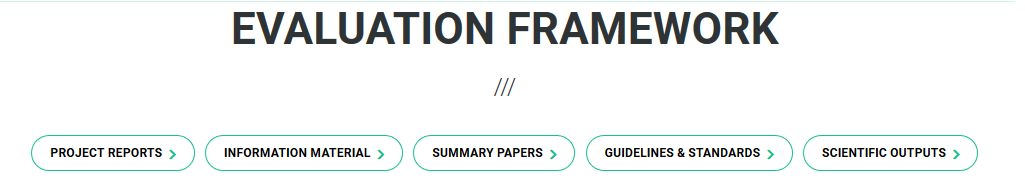 EVALUATION FRAMEWORK
///
PROJECT REPORTS
INFORMATION MATERIAL
SUMMARY PAPERS
GUIDELINES & STANDARDS
SCIENTIFIC OUTPUTS